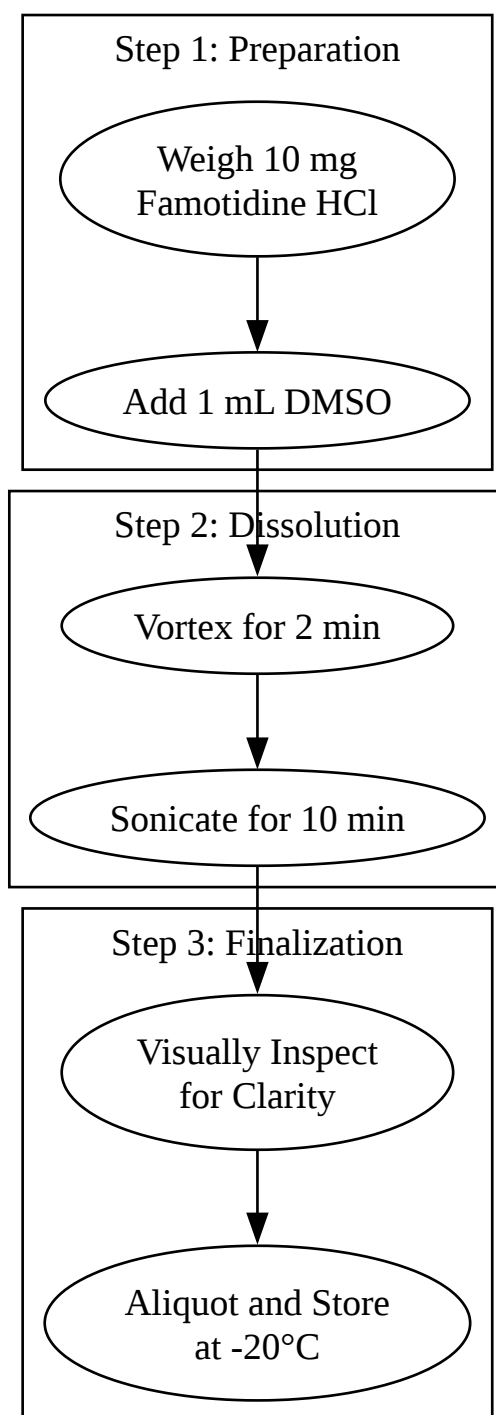 Step 1: Preparation
Weigh 10 mg
Famotidine HCl
Add 1 mL DMSO
Step 2: Dissolution
Vortex for 2 min
Sonicate for 10 min
Step 3: Finalization
Visually Inspect
for Clarity
Aliquot and Store
at -20°C